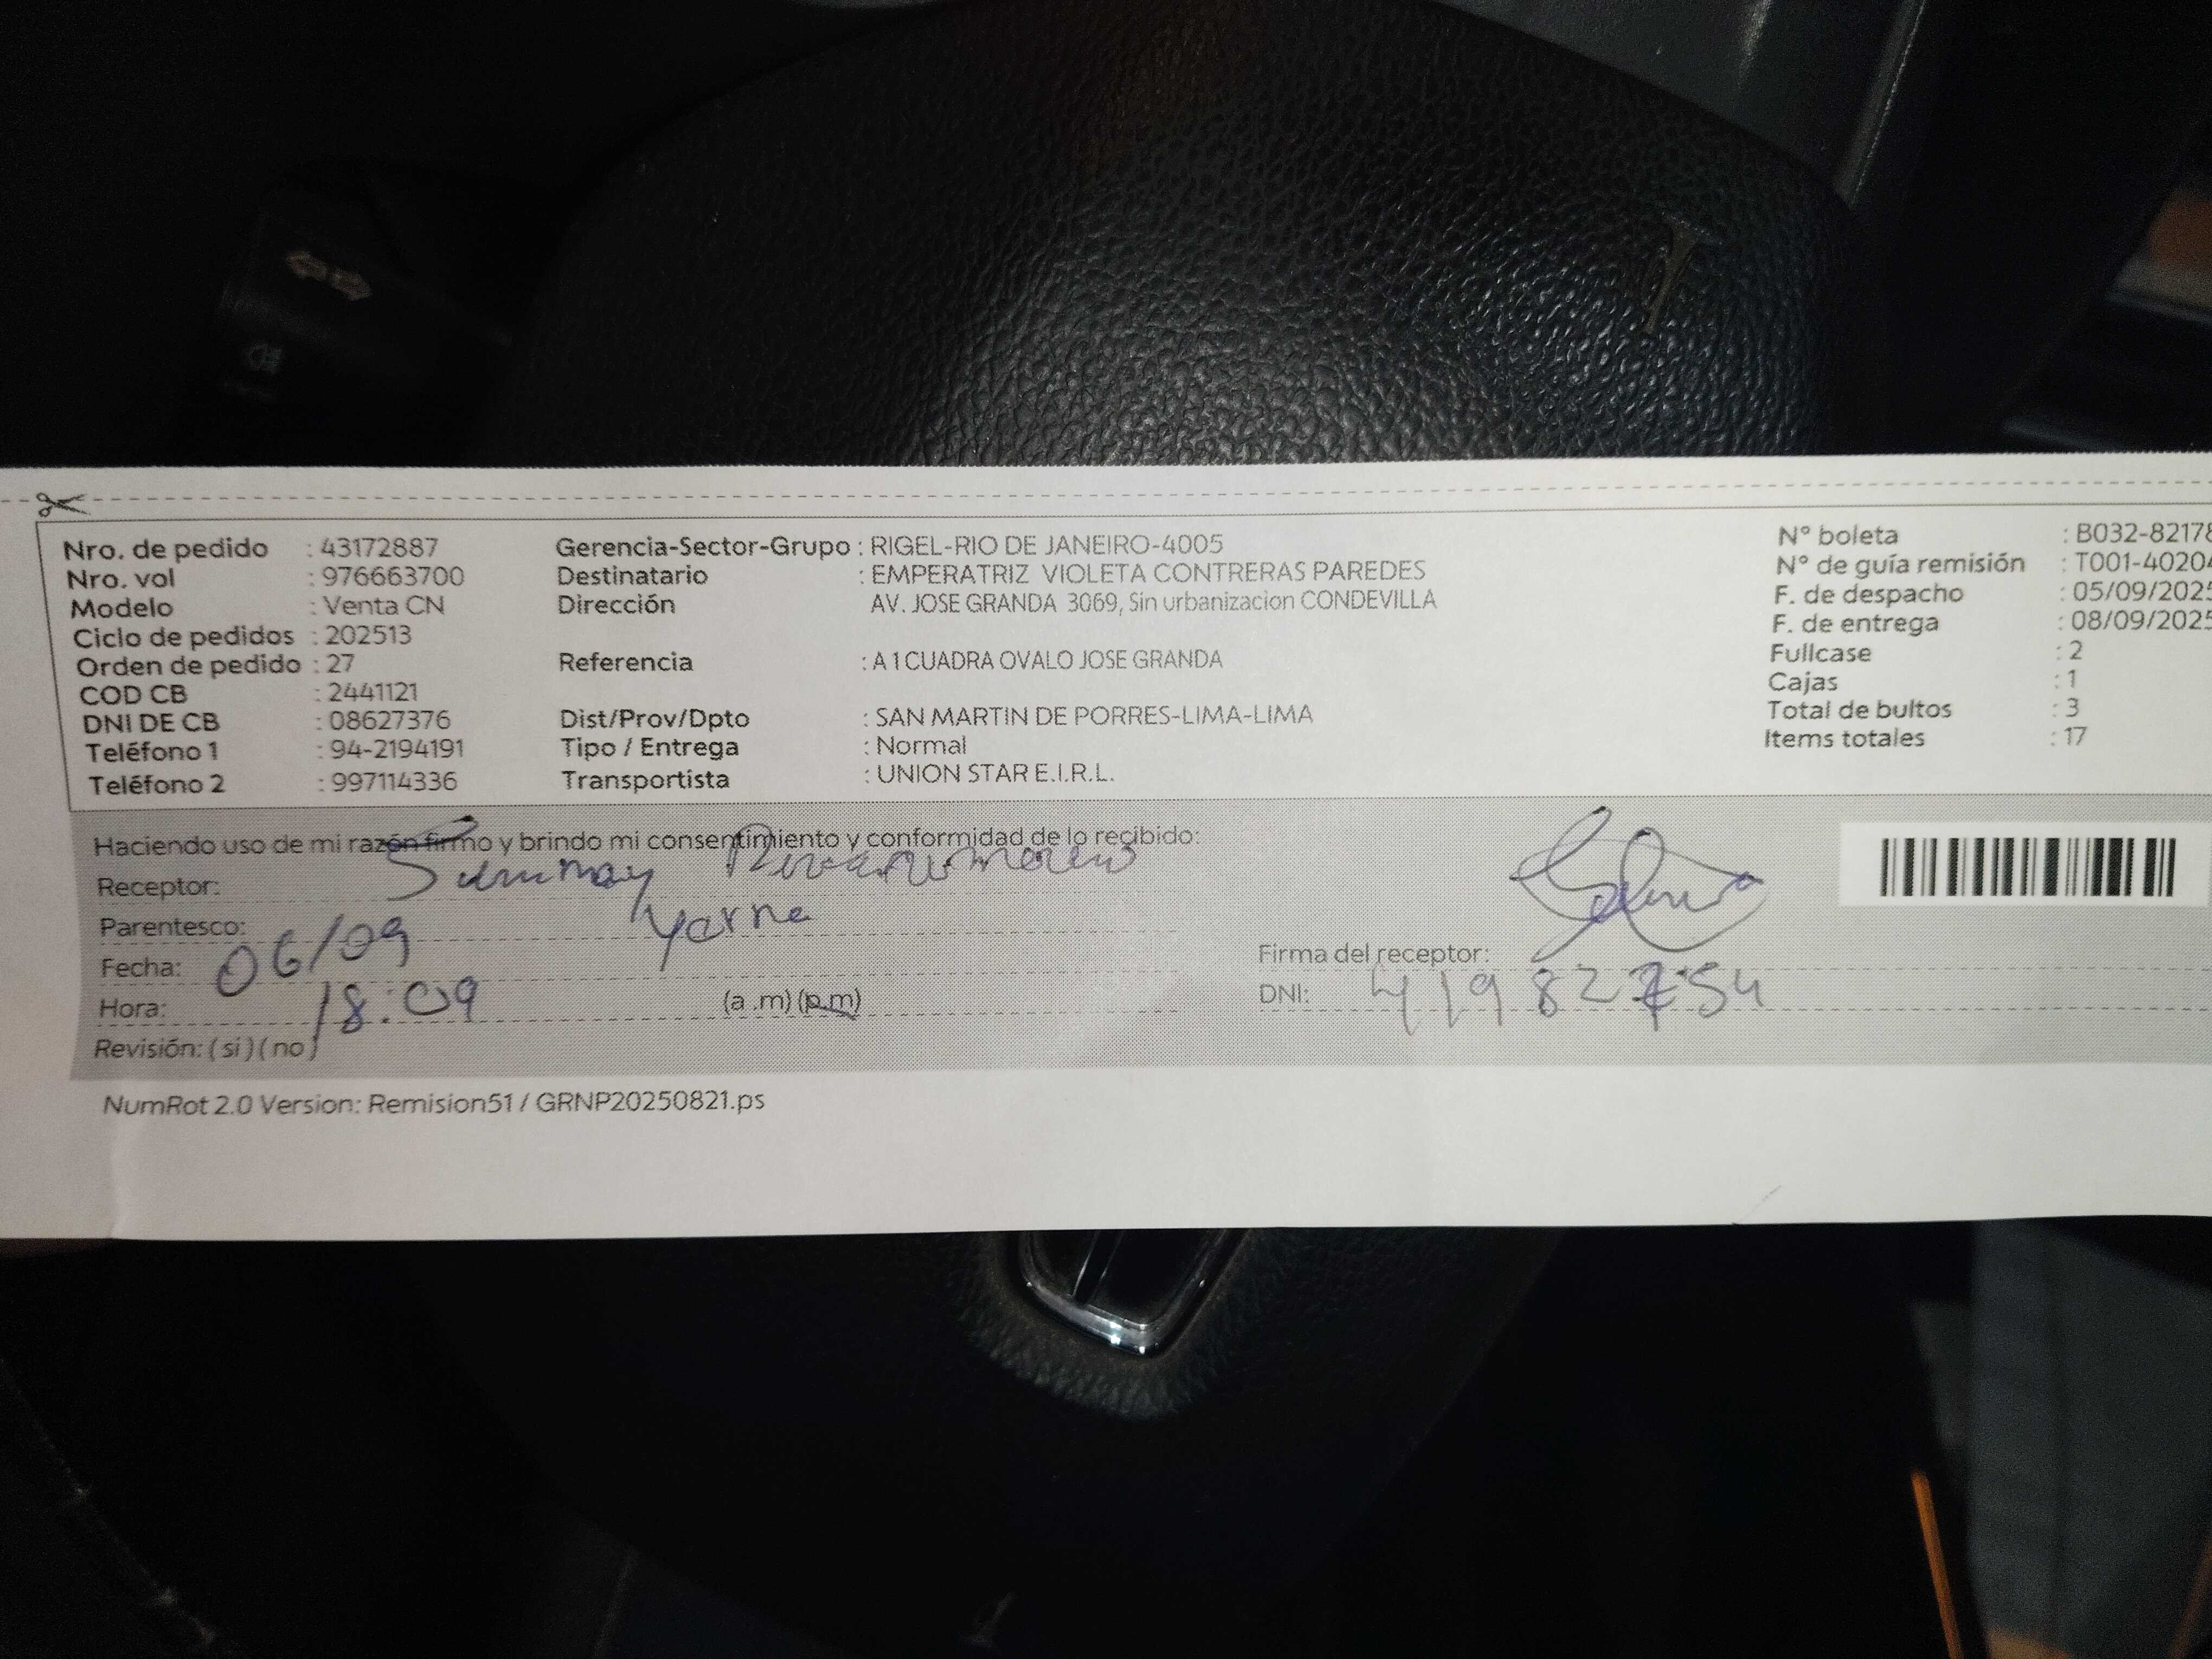 Nro. de pedido : 43172887 Gerencia-Sector-Grupo : RIGEL-RIO DE JANEIRO-4005 N° boleta : B032-82178
Nro. vol : 976663700 Destinatario : EMPERATRIZ VIOLETA CONTRERAS PAREDES N° de guía remisión : T001-40204
Modelo : Venta CN Dirección AV. JOSE GRANDA 3069, Sin urbanizacion CONDEVILLA F. de despacho : 05/09/2025
Ciclo de pedidos : 202513 F. de entrega : 08/09/2025
Orden de pedido : 27 Referencia : A 1 CUADRA OVALO JOSE GRANDA Fullcase : 2
COD CB : 2441121 Cajas : 1
DNI DE CB : 08627376 Dist/Prov/Dpto : SAN MARTIN DE PORRES-LIMA-LIMA Total de bultos : 3
Teléfono 1 : 94-2194191 Tipo / Entrega : Normal Items totales : 17
Teléfono 2 : 997114336 Transportista : UNION STAR E.I.R.L.
Haciendo uso de mi razón firmo y brindo mi consentimiento y conformidad de lo recibido:
Receptor:
Parentesco: Yerna
Fecha: 06/09 Firma del receptor:
Hora: 18:09 (a .m) (p.m) DNI: 41982754
Revisión: ( si ) ( no )
NumRot 2.0 Version: Remision51 / GRNP20250821.ps